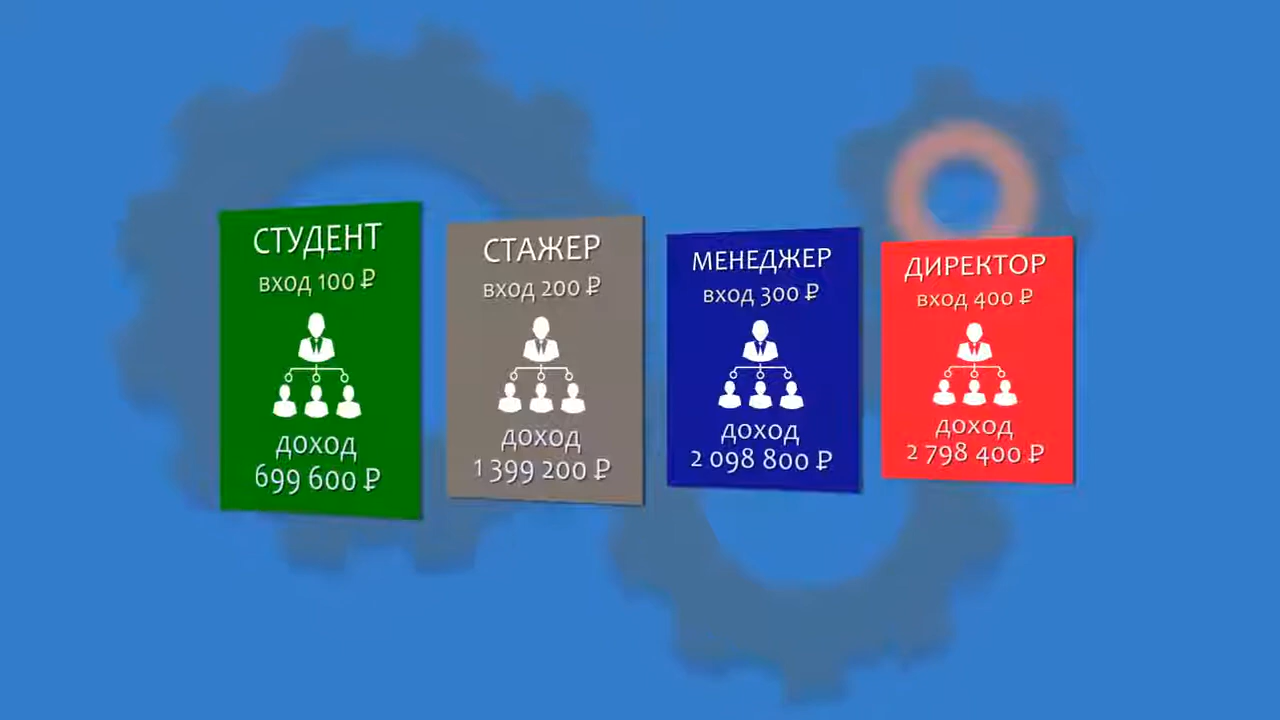 СТУДЕНТ
вход 100 ₽
доход
699 600 ₽
СТАЖЕР
вход 200 ₽
доход
1 399 200 ₽
МЕНЕДЖЕР
вход 300 ₽
доход
2 098 800 ₽
ДИРЕКТОР
вход 400 ₽
доход
2 798 400 ₽